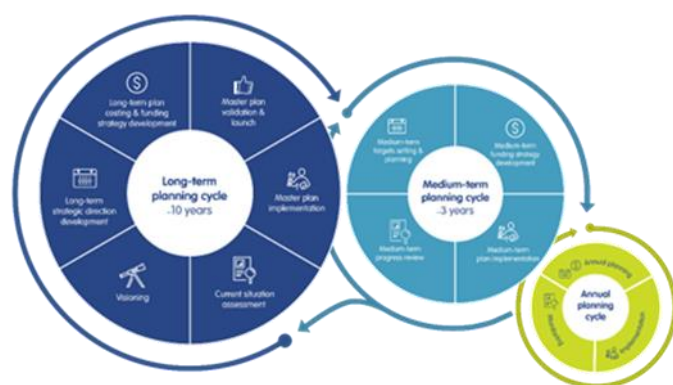 Long-term plan
costing & funding
strategy development
Master plan
validation &
launch
Long-term
strategic direction
development
Long-term
planning cycle
~10 years
Master plan
implementation
Visioning
Current situation
assessment
Medium-term
targets setting &
planning
Medium-term
funding strategy
development
Medium-term
planning cycle
~3 years
Medium-term
progress review
Medium-term
plan implementation
Annual planning
Annual
planning
cycle
Monitoring
Implementation